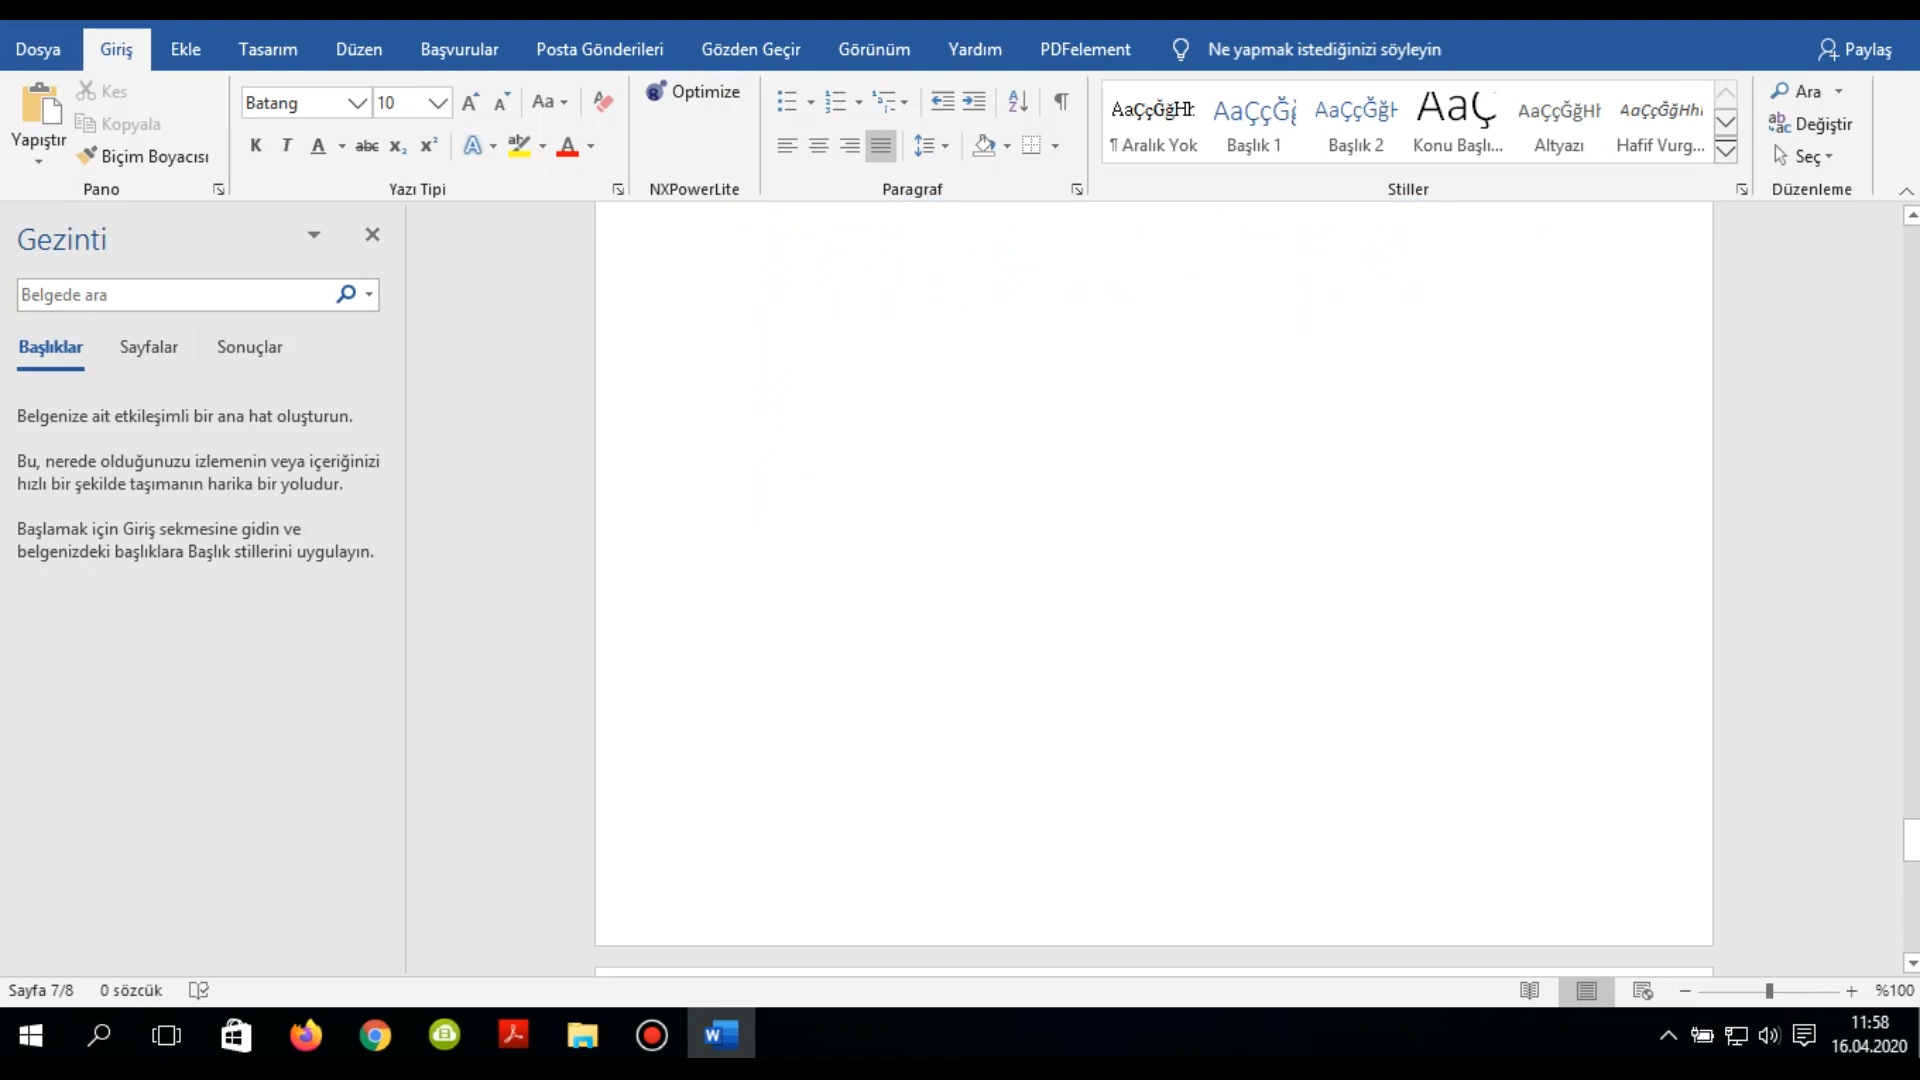 Dosya Giriş Ekle Tasarım Düzen Başvurular Posta Gönderileri Gözden Geçir Görünüm Yardım PDFelement Ne yapmak istediğinizi söyleyin Paylaş
Yapıştır
Kes
Kopyala
Biçim Boyacısı
Pano
Batang 10 Aa
K T A abc x₂ x² A aby A
Yazı Tipi
Optimize
NXPowerLite
Paragraf
AaÇçĞğHh AaÇçĞğ AaÇçĞğH AaÇ AaÇçĞğHh AaÇçĞğHh
¶ Aralık Yok Başlık 1 Başlık 2 Konu Başlı... Altyazı Hafif Vurg...
Stiller
Ara
Değiştir
Seç
Düzenleme
Gezinti
Belgede ara
Başlıklar Sayfalar Sonuçlar
Belgenize ait etkileşimli bir ana hat oluşturun.
Bu, nerede olduğunuzu izlemenin veya içeriğinizi
hızlı bir şekilde taşımanın harika bir yoludur.
Başlamak için Giriş sekmesine gidin ve
belgenizdeki başlıklara Başlık stillerini uygulayın.
Sayfa 7/8 0 sözcük %100
11:58
16.04.2020